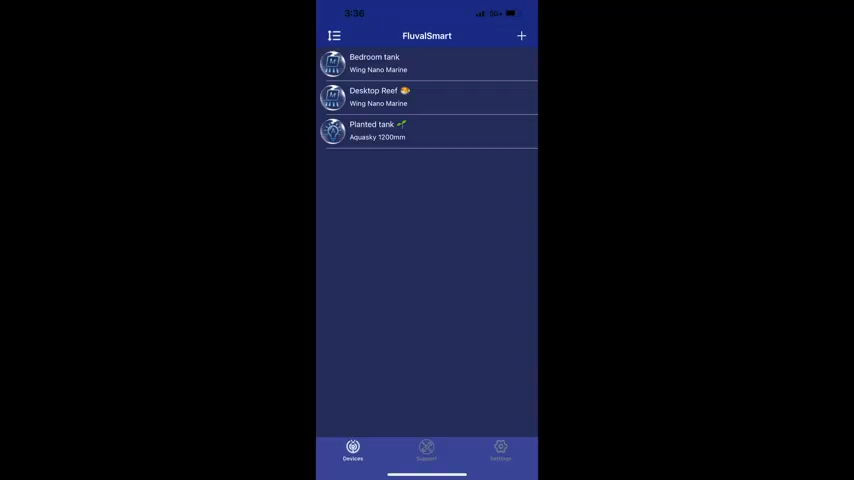 3:36
5G+
FluvalSmart
Bedroom tank
Wing Nano Marine
Desktop Reef 🐠
Wing Nano Marine
Planted tank 🌱
Aquasky 1200mm
Devices
Support
Settings